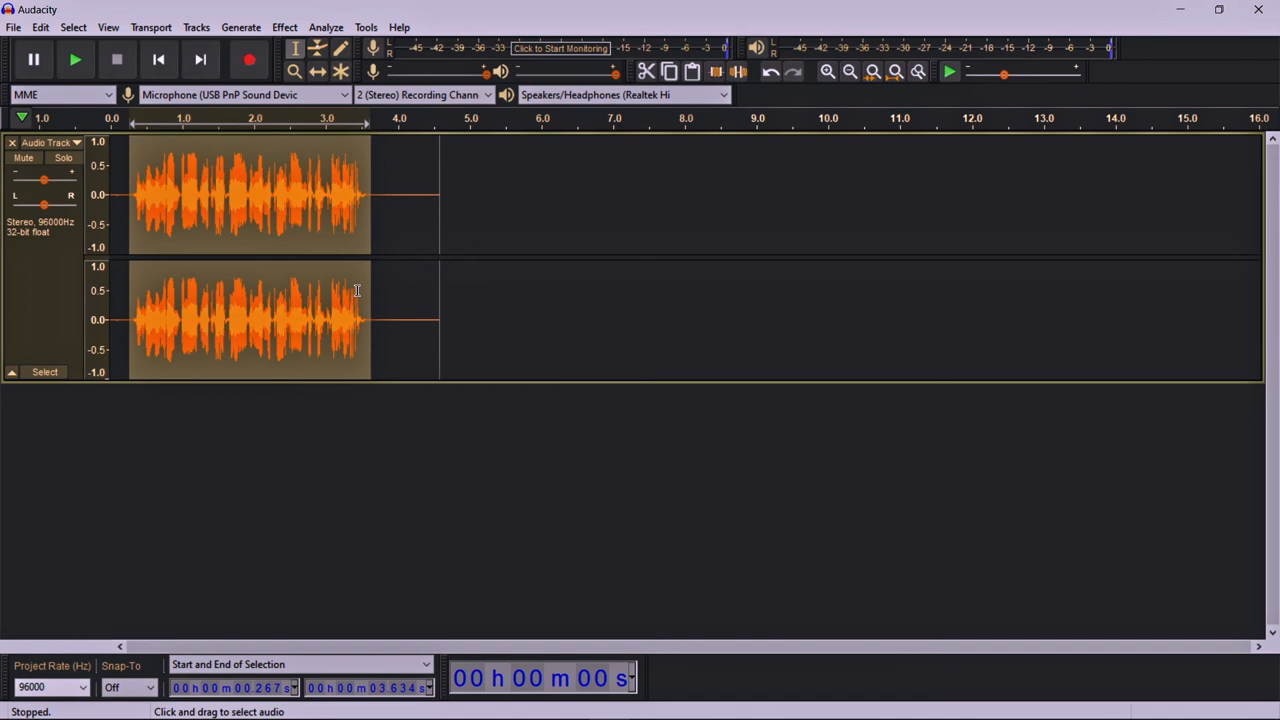 Audacity
File Edit Select View Transport Tracks Generate Effect Analyze Tools Help
L R -45 -42 -39 -36 -33 Click to Start Monitoring -15 -12 -9 -6 -3 0
L R -45 -42 -39 -36 -33 -30 -27 -24 -21 -18 -15 -12 -9 -6 -3 0
MME Microphone (USB PnP Sound Devic 2 (Stereo) Recording Chann Speakers/Headphones (Realtek Hi
1.0 0.0 1.0 2.0 3.0 4.0 5.0 6.0 7.0 8.0 9.0 10.0 11.0 12.0 13.0 14.0 15.0 16.0
Audio Track
Mute Solo
- +
L R
Stereo, 96000Hz
32-bit float
1.0
0.5
0.0
-0.5
-1.0
1.0
0.5
0.0
-0.5
-1.0
Select
Project Rate (Hz) Snap-To Start and End of Selection
96000 Off 00 h 00 m 00.267 s 00 h 00 m 03.634 s
00 h 00 m 00 s
Stopped. Click and drag to select audio